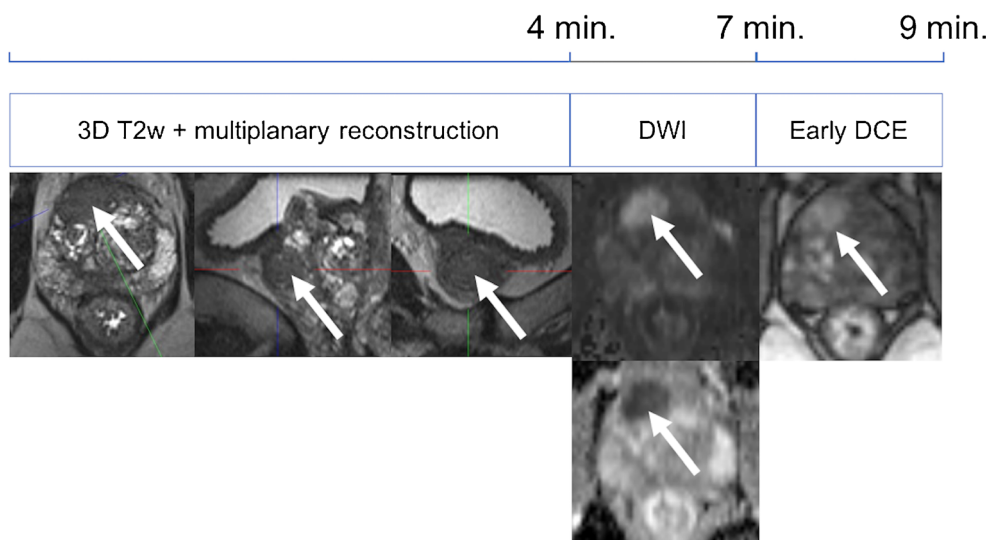 4 min. 7 min. 9 min.
3D T2w + multiplanary reconstruction DWI Early DCE